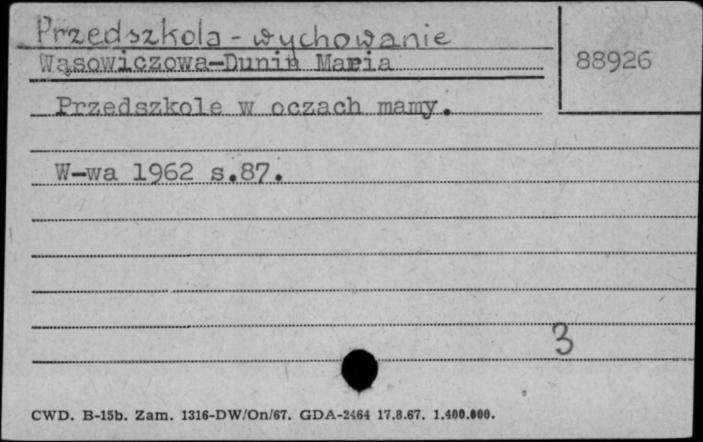 Przedszkola - wychowanie
Wąsowiczowa-Dunin Maria
88926
Przedszkole w oczach mamy.
W-wa 1962 s.87.
3
CWD. B-15b. Zam. 1316-DW/On/67. GDA-2464 17.8.67. 1.400.000.